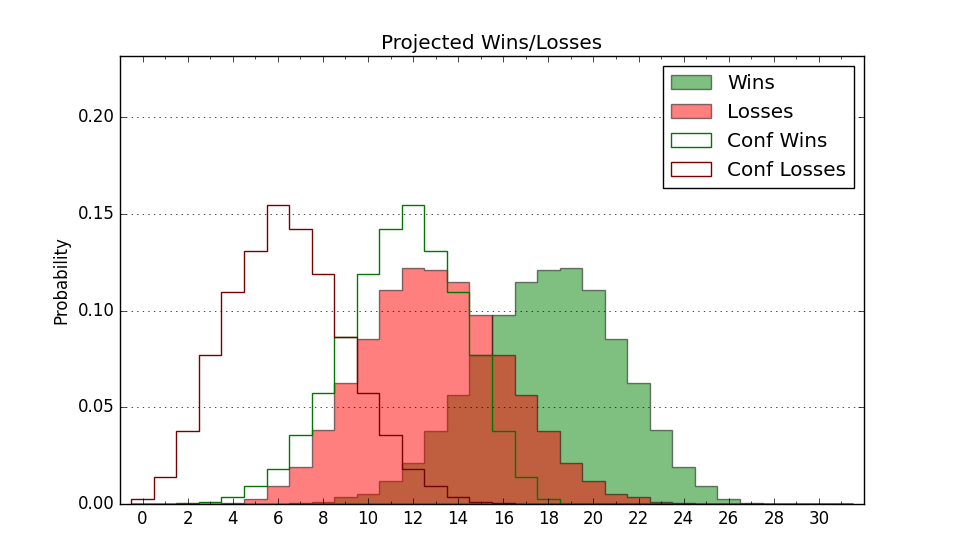 Projected Wins/Losses
Wins
Losses
Conf Wins
Conf Losses
Probability
0.20
0.15
0.10
0.05
0.00
0 2 4 6 8 10 12 14 16 18 20 22 24 26 28 30